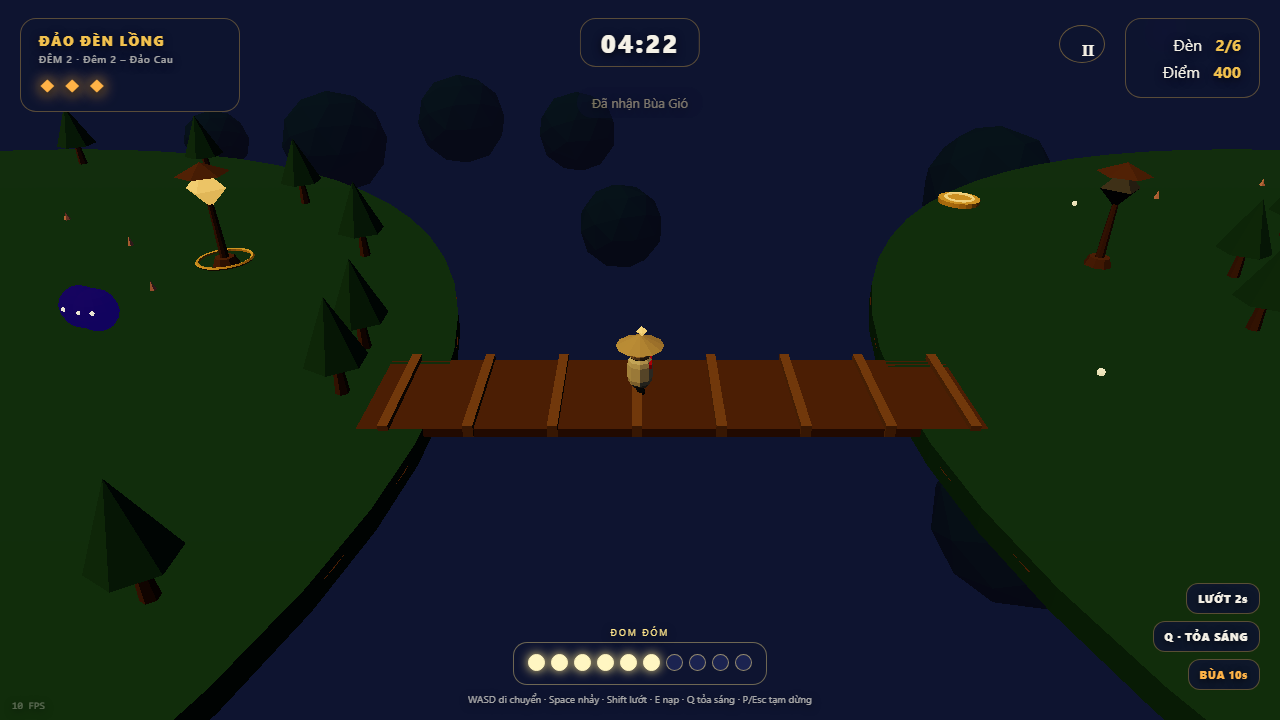 ĐẢO ĐÈN LỒNG
ĐÊM 2 · Đêm 2 – Đảo Cau
04:22
Đã nhận Bùa Gió
II
Đèn 2/6
Điểm 400
LƯỚT 2s
Q · TỎA SÁNG
BÙA 10s
ĐOM ĐÓM
WASD di chuyển · Space nhảy · Shift lướt · E nạp · Q tỏa sáng · P/Esc tạm dừng
10 FPS